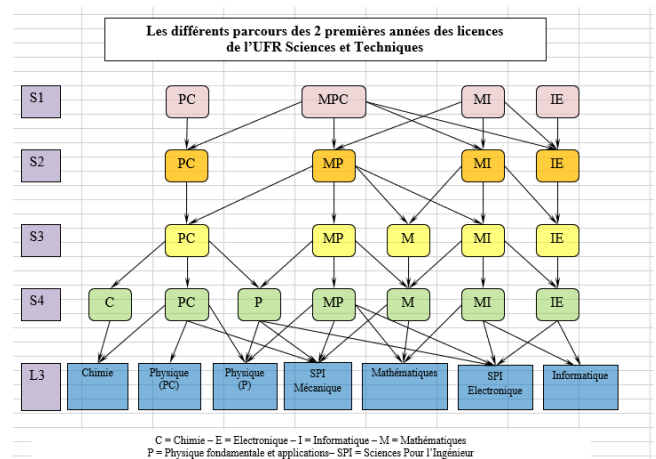 Les différents parcours des 2 premières années des licences
de l'UFR Sciences et Techniques
S1 PC MPC MI IE
S2 PC MP MI IE
S3 PC MP M MI IE
S4 C PC P MP M MI IE
L3
Chimie
Physique
(PC)
Physique
(P)
SPI
Mécanique
Mathématiques
SPI
Electronique
Informatique
C = Chimie – E = Electronique – I = Informatique – M = Mathématiques
P = Physique fondamentale et applications– SPI = Sciences Pour l'Ingénieur